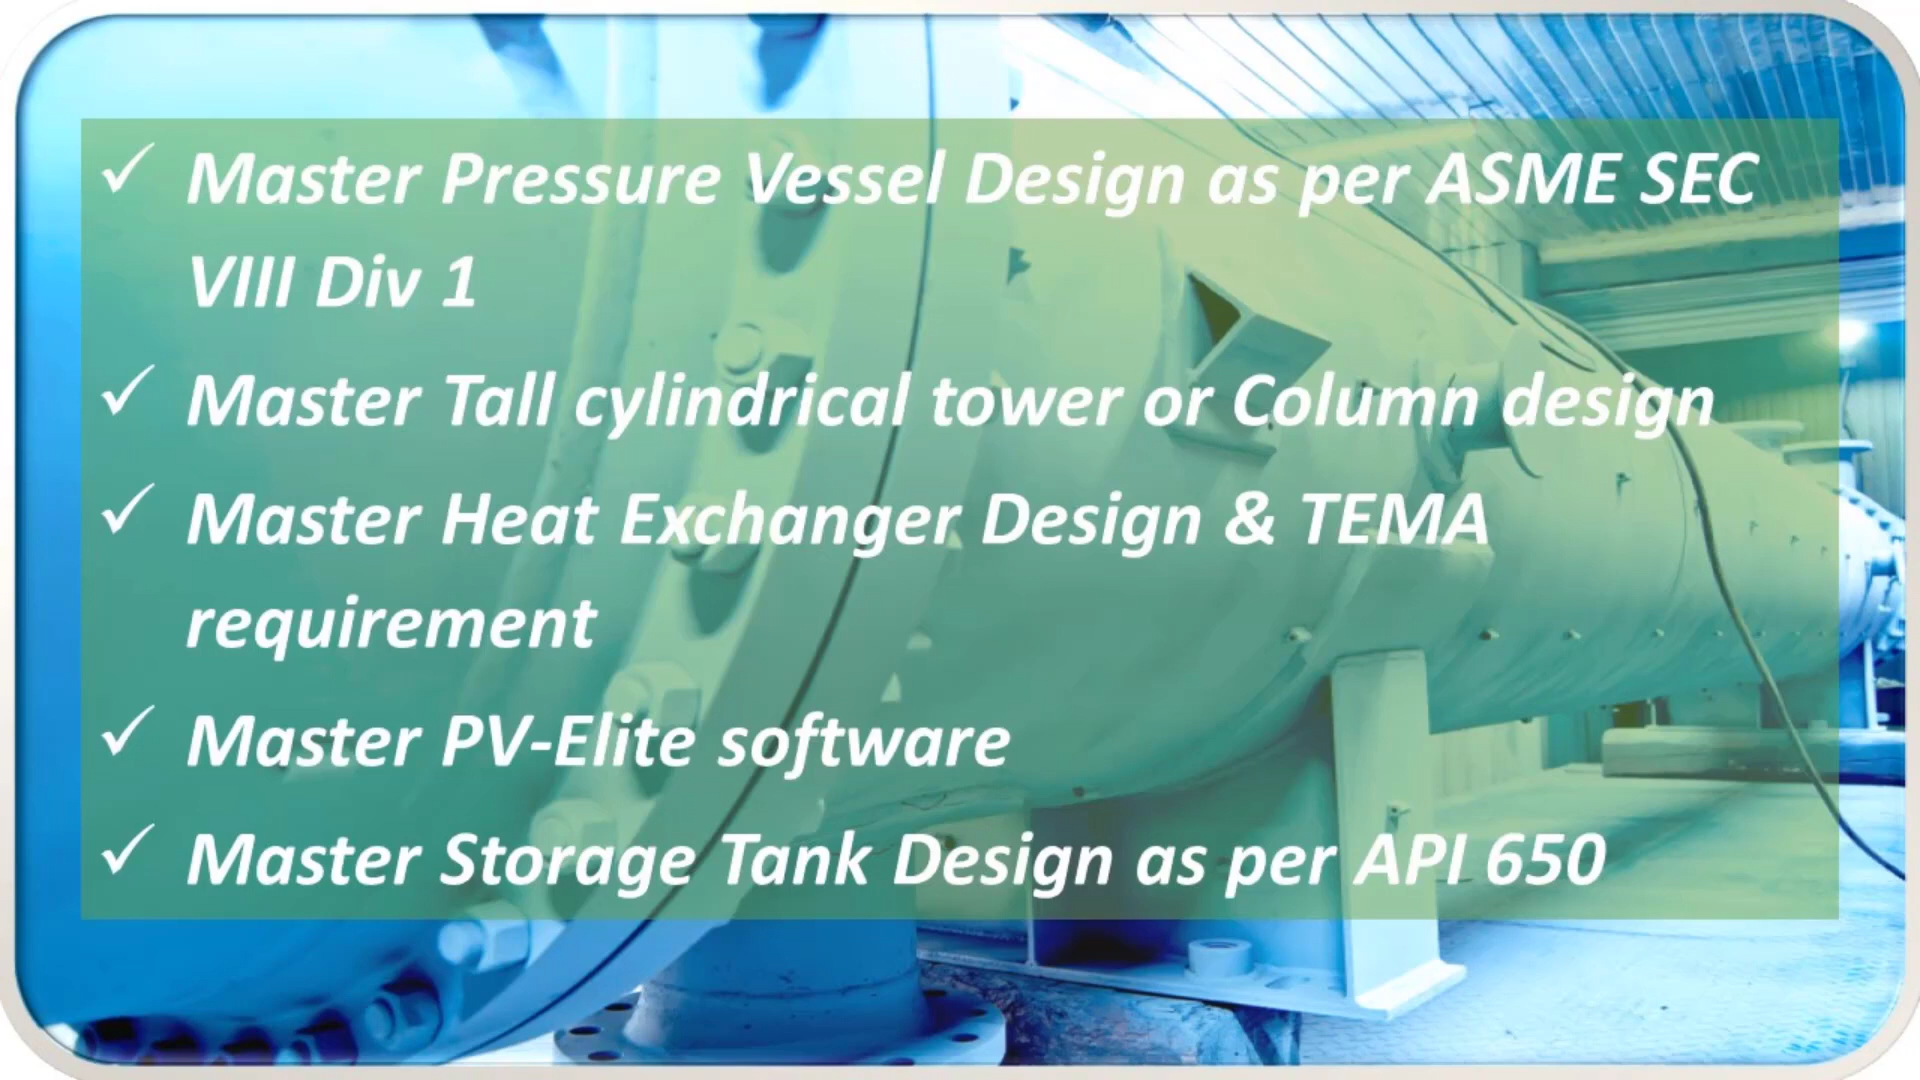 ✓ Master Pressure Vessel Design as per ASME SEC
VIII Div 1
✓ Master Tall cylindrical tower or Column design
✓ Master Heat Exchanger Design & TEMA
requirement
✓ Master PV-Elite software
✓ Master Storage Tank Design as per API 650